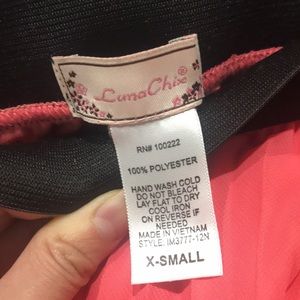 LunaChix
RN# 100222
100% POLYESTER
HAND WASH COLD
DO NOT BLEACH
LAY FLAT TO DRY
COOL IRON
ON REVERSE IF
NEEDED
MADE IN VIETNAM
STYLE: IM3777-12N
X-SMALL